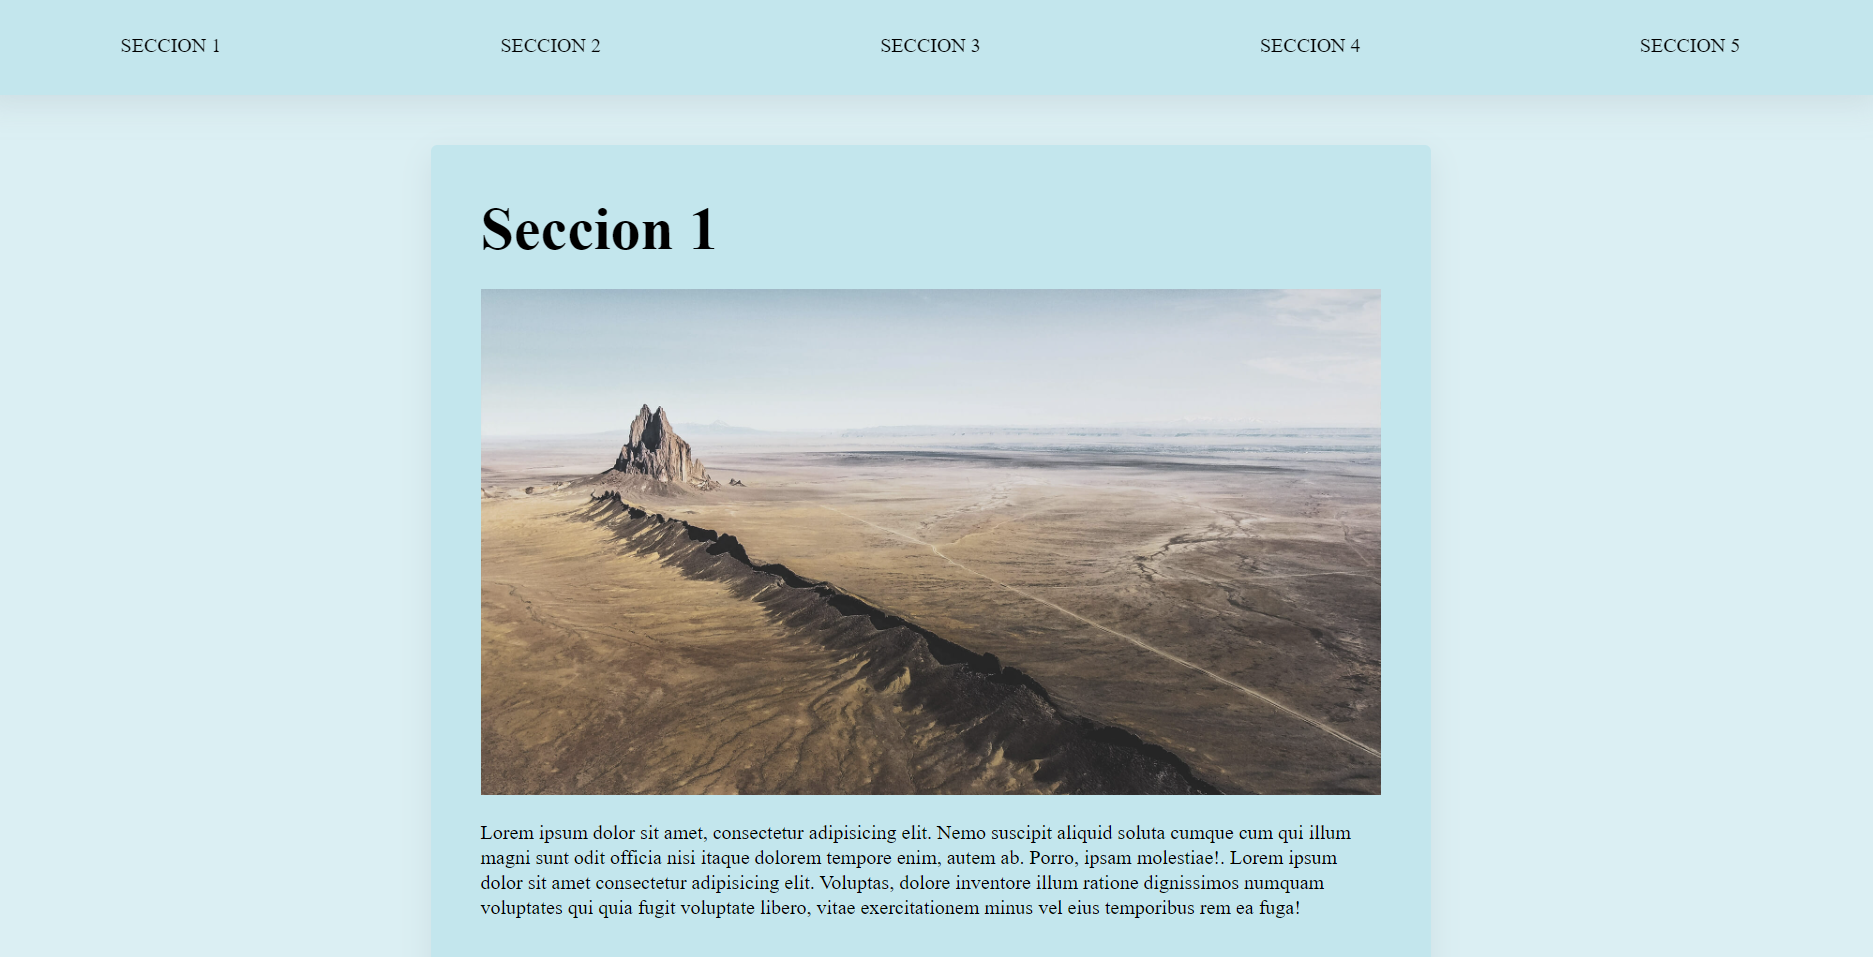 SECCION 1 SECCION 2 SECCION 3 SECCION 4 SECCION 5
Seccion 1
Lorem ipsum dolor sit amet, consectetur adipisicing elit. Nemo suscipit aliquid soluta cumque cum qui illum
magni sunt odit officia nisi itaque dolorem tempore enim, autem ab. Porro, ipsam molestiae!. Lorem ipsum
dolor sit amet consectetur adipisicing elit. Voluptas, dolore inventore illum ratione dignissimos numquam
voluptates qui quia fugit voluptate libero, vitae exercitationem minus vel eius temporibus rem ea fuga!